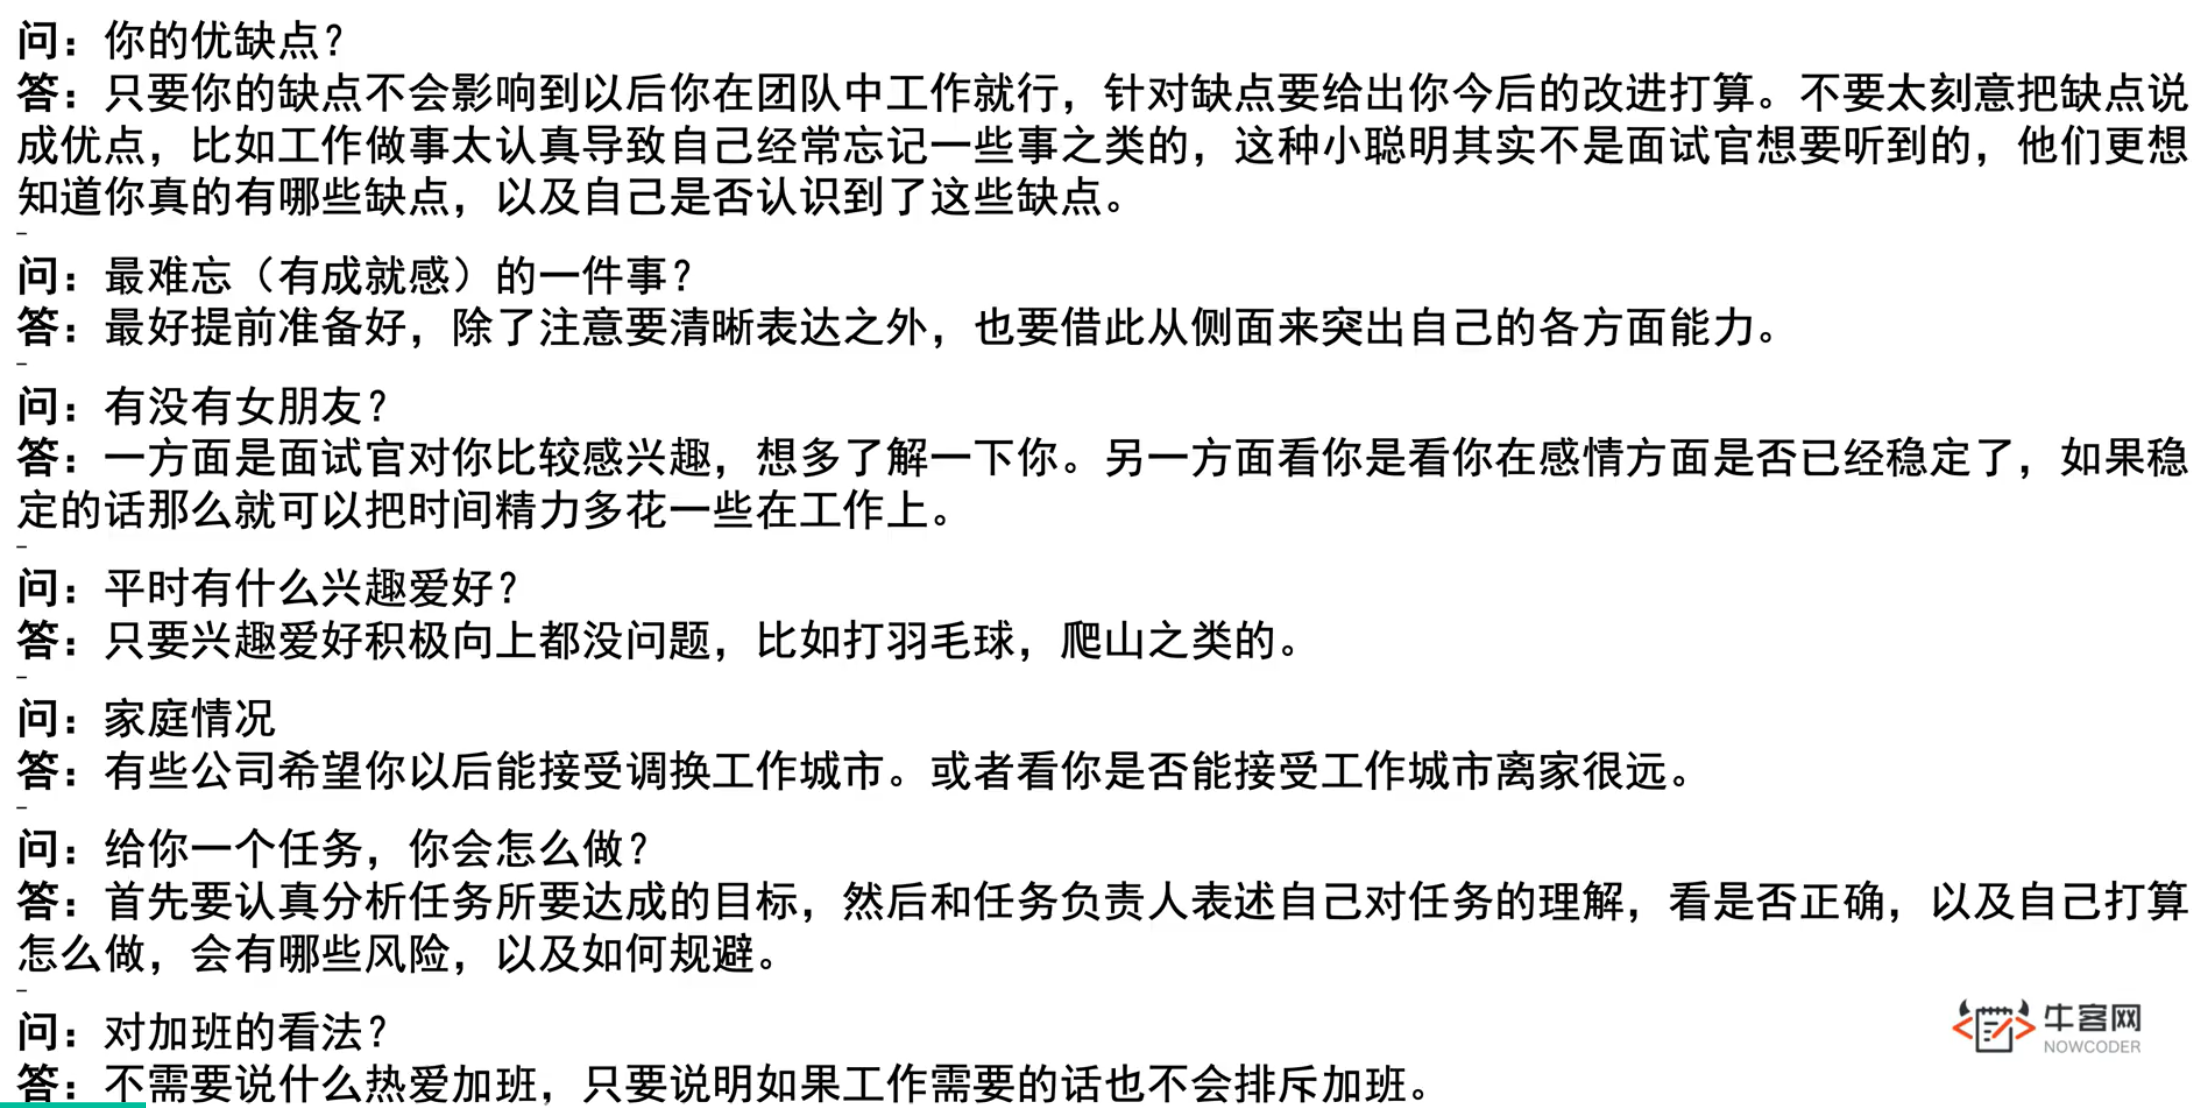 问：你的优缺点？
答：只要你的缺点不会影响到以后你在团队中工作就行，针对缺点要给出你今后的改进打算。不要太刻意把缺点说
成优点，比如工作做事太认真导致自己经常忘记一些事之类的，这种小聪明其实不是面试官想要听到的，他们更想
知道你真的有哪些缺点，以及自己是否认识到了这些缺点。
-
问：最难忘（有成就感）的一件事？
答：最好提前准备好，除了注意要清晰表达之外，也要借此从侧面来突出自己的各方面能力。
-
问：有没有女朋友？
答：一方面是面试官对你比较感兴趣，想多了解一下你。另一方面看你是看你在感情方面是否已经稳定了，如果稳
定的话那么就可以把时间精力多花一些在工作上。
-
问：平时有什么兴趣爱好？
答：只要兴趣爱好积极向上都没问题，比如打羽毛球，爬山之类的。
-
问：家庭情况
答：有些公司希望你以后能接受调换工作城市。或者看你是否能接受工作城市离家很远。
-
问：给你一个任务，你会怎么做？
答：首先要认真分析任务所要达成的目标，然后和任务负责人表述自己对任务的理解，看是否正确，以及自己打算
怎么做，会有哪些风险，以及如何规避。
-
问：对加班的看法？
答：不需要说什么热爱加班，只要说明如果工作需要的话也不会排斥加班。
牛客网
NOWCODER